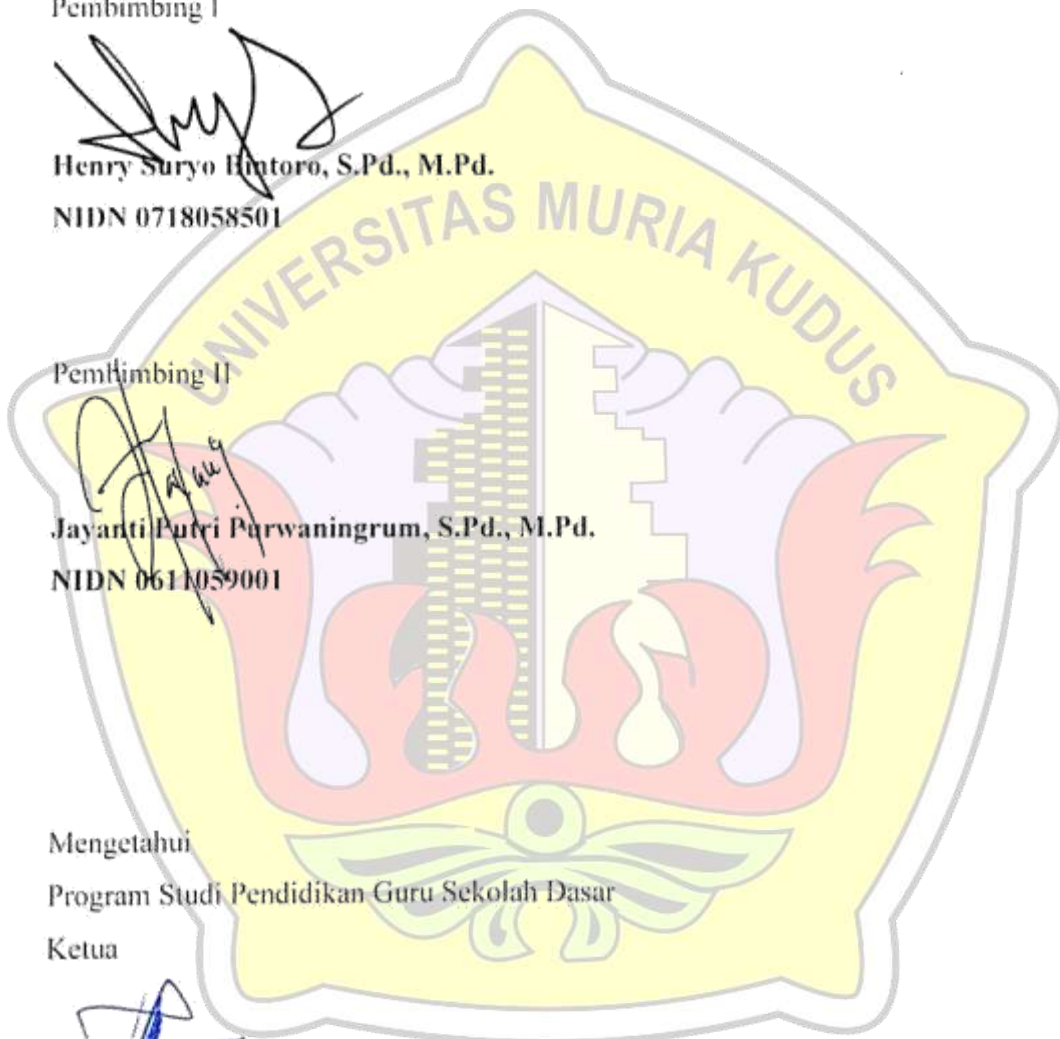 Pembimbing I
Henry Suryo Bintoro, S.Pd., M.Pd.
NIDN 0718058501
UNIVERSITAS MURIA KUDUS
Pembimbing II
Jayanti Putri Purwaningrum, S.Pd., M.Pd.
NIDN 0611059001
Mengetahui
Program Studi Pendidikan Guru Sekolah Dasar
Ketua